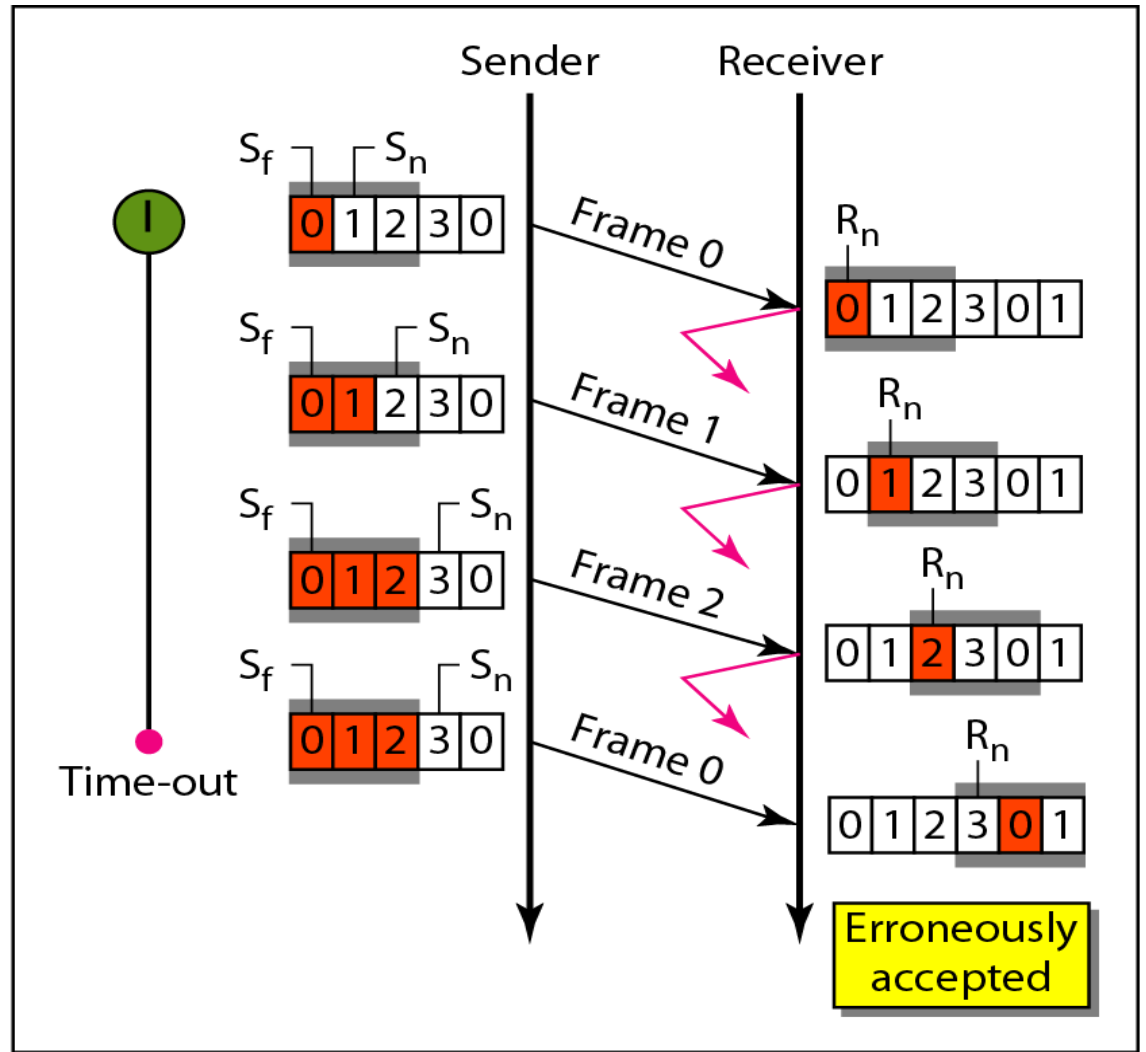 Sender Receiver
Sf Sn
I
0 1 2 3 0
Frame 0
Rn
0 1 2 3 0 1
Sf Sn
0 1 2 3 0
Frame 1
Rn
0 1 2 3 0 1
Sf Sn
0 1 2 3 0
Frame 2
Rn
0 1 2 3 0 1
Sf Sn
0 1 2 3 0
Frame 0
Time-out
Rn
0 1 2 3 0 1
Erroneously
accepted